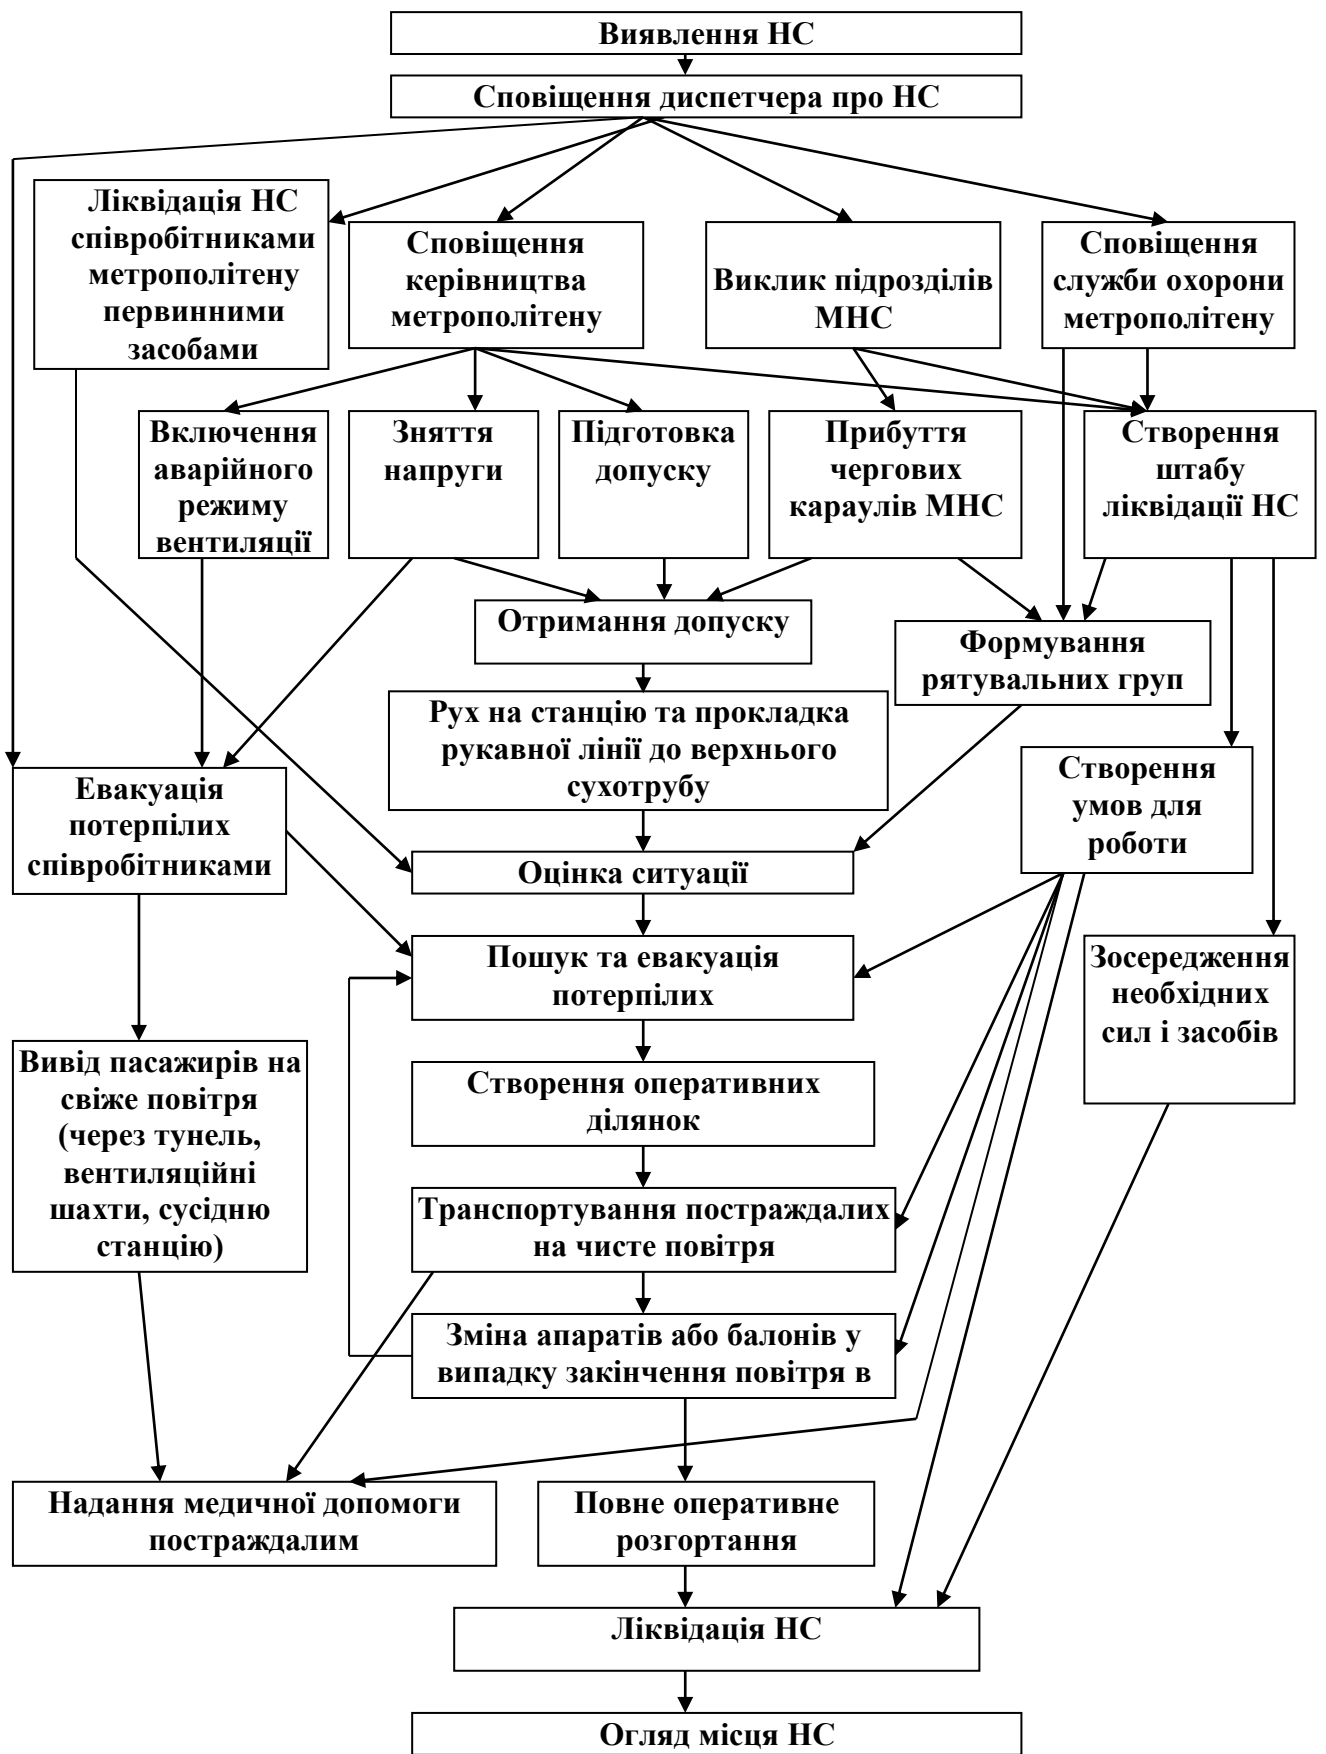 Виявлення НС
Сповіщення диспетчера про НС
Ліквідація НС
співробітниками
метрополітену
первинними
засобами
Сповіщення
керівництва
метрополітену
Виклик підрозділів
МНС
Сповіщення
служби охорони
метрополітену
Включення
аварійного
режиму
вентиляції
Зняття
напруги
Підготовка
допуску
Прибуття
чергових
караулів МНС
Створення
штабу
ліквідації НС
Отримання допуску
Формування
рятувальних груп
Рух на станцію та прокладка
рукавної лінії до верхнього
сухотрубу
Створення
умов для
роботи
Евакуація
потерпілих
співробітниками
Оцінка ситуації
Пошук та евакуація
потерпілих
Зосередження
необхідних
сил і засобів
Вивід пасажирів на
свіже повітря
(через тунель,
вентиляційні
шахти, сусідню
станцію)
Створення оперативних
ділянок
Транспортування постраждалих
на чисте повітря
Зміна апаратів або балонів у
випадку закінчення повітря в
Надання медичної допомоги
постраждалим
Повне оперативне
розгортання
Ліквідація НС
Огляд місця НС